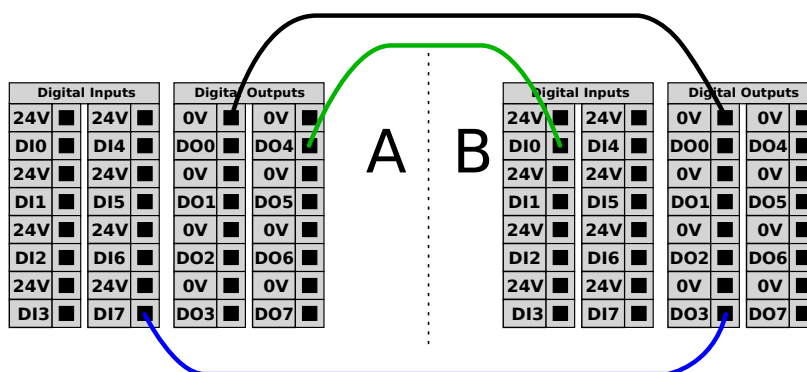 Digital Inputs Digital Outputs Digital Inputs Digital Outputs
24V 24V 0V 0V 24V 24V 0V 0V
DI0 DI4 DO0 DO4 A B DI0 DI4 DO0 DO4
24V 24V 0V 0V 24V 24V 0V 0V
DI1 DI5 DO1 DO5 DI1 DI5 DO1 DO5
24V 24V 0V 0V 24V 24V 0V 0V
DI2 DI6 DO2 DO6 DI2 DI6 DO2 DO6
24V 24V 0V 0V 24V 24V 0V 0V
DI3 DI7 DO3 DO7 DI3 DI7 DO3 DO7